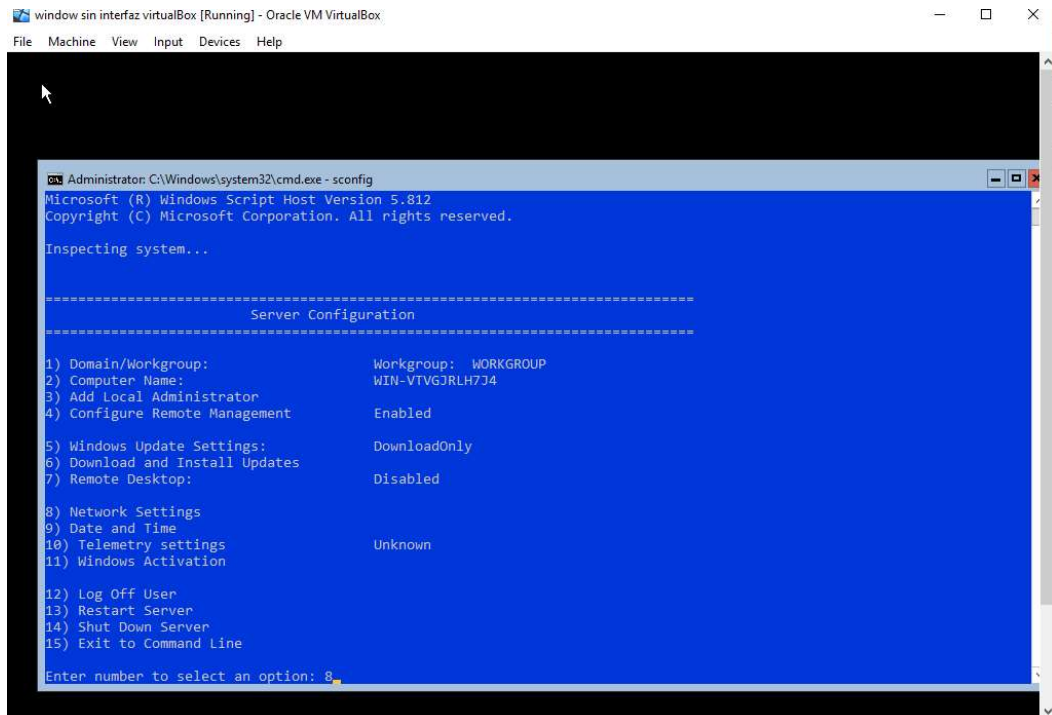 window sin interfaz virtualBox [Running] - Oracle VM VirtualBox
File Machine View Input Devices Help
Administrator: C:\Windows\system32\cmd.exe - sconfig
Microsoft (R) Windows Script Host Version 5.812
Copyright (C) Microsoft Corporation. All rights reserved.
Inspecting system...
===============================================================================
Server Configuration
===============================================================================
1) Domain/Workgroup: Workgroup: WORKGROUP
2) Computer Name: WIN-VTVGJRLH7J4
3) Add Local Administrator
4) Configure Remote Management Enabled
5) Windows Update Settings: DownloadOnly
6) Download and Install Updates
7) Remote Desktop: Disabled
8) Network Settings
9) Date and Time
10) Telemetry settings Unknown
11) Windows Activation
12) Log Off User
13) Restart Server
14) Shut Down Server
15) Exit to Command Line
Enter number to select an option: 8_